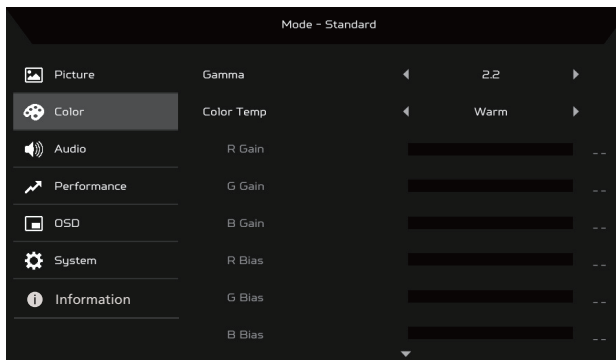 Mode - Standard
Picture
Gamma
2.2
Color
Color Temp
Warm
Audio
R Gain
--
Performance
G Gain
--
OSD
B Gain
--
System
R Bias
--
Information
G Bias
--
B Bias
--